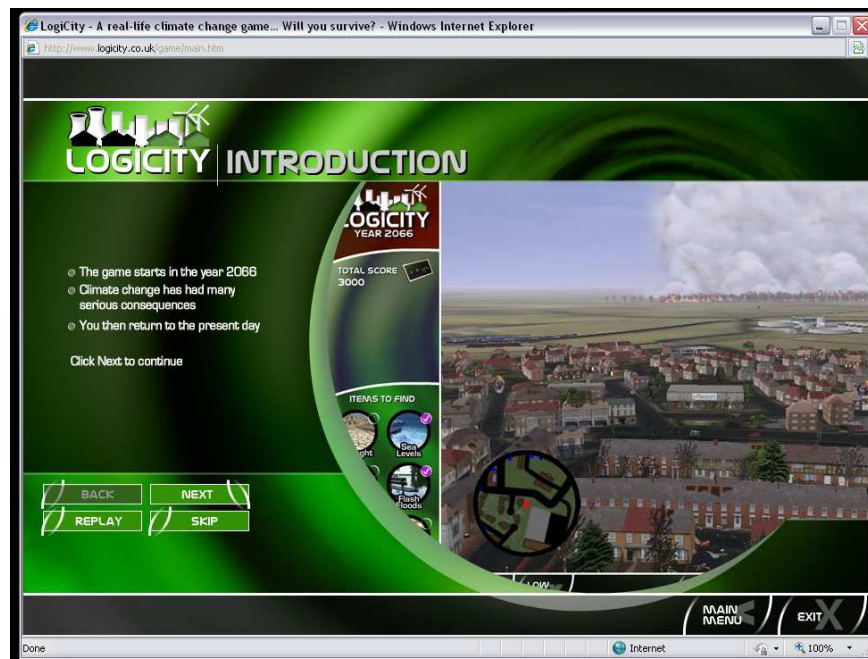 LogiCity - A real-life climate change game... Will you survive? - Windows Internet Explorer
http://www.logicity.co.uk/game/main.htm
LOGICITY
INTRODUCTION
The game starts in the year 2066
Climate change has had many
serious consequences
You then return to the present day
Click Next to continue
BACK
NEXT
REPLAY
SKIP
LOGICITY
YEAR 2066
TOTAL SCORE
3000
ITEMS TO FIND
Sea
Levels
Flash
Floods
LOW
MAIN
MENU
EXIT
Done
Internet
100%